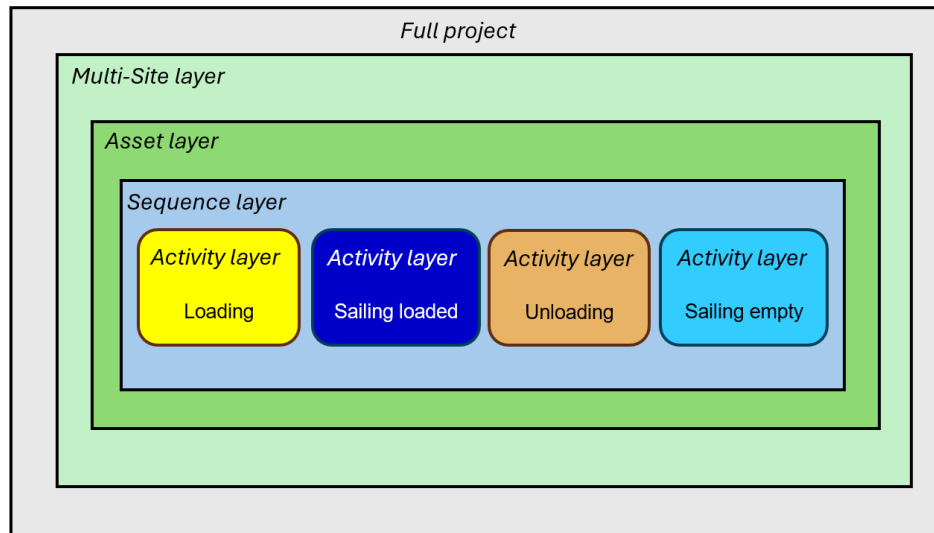 Full project
Multi-Site layer
Asset layer
Sequence layer
Activity layer
Loading
Activity layer
Sailing loaded
Activity layer
Unloading
Activity layer
Sailing empty